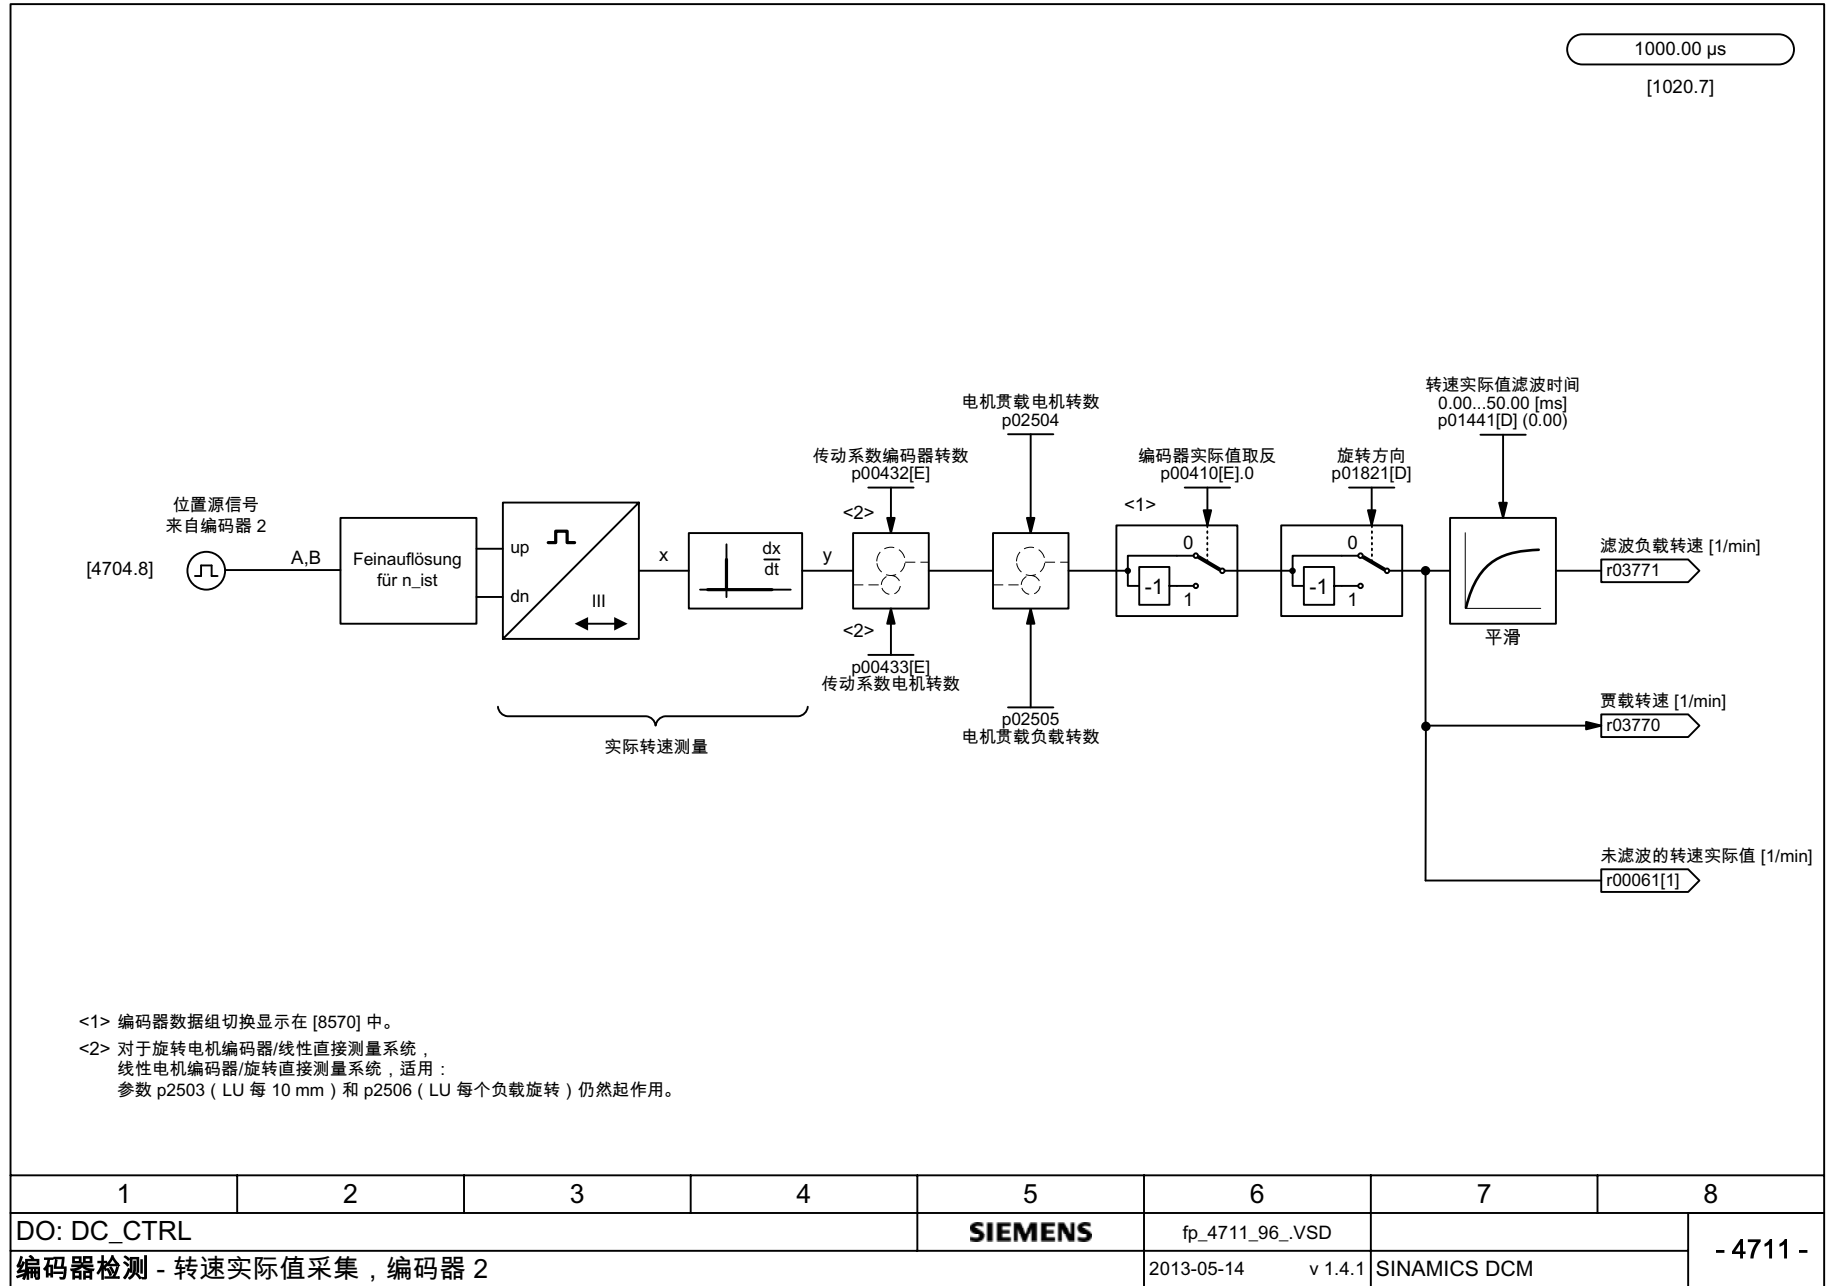 1000.00 µs
[1020.7]
转速实际值滤波时间
0.00...50.00 [ms]
p01441[D] (0.00)
电机贯载电机转数
p02504
传动系数编码器转数
p00432[E]
编码器实际值取反
p00410[E].0
旋转方向
p01821[D]
位置源信号
来自编码器 2
<2>
<1>
[4704.8]
A,B
Feinauflösung
für n_ist
up
dn
III
x
dx
dt
y
0
-1
1
0
-1
1
平滑
滤波负载转速 [1/min]
r03771
<2>
p00433[E]
传动系数电机转数
p02505
电机贯载负载转数
实际转速测量
贾载转速 [1/min]
r03770
未滤波的转速实际值 [1/min]
r00061[1]
<1> 编码器数据组切换显示在 [8570] 中。
<2> 对于旋转电机编码器/线性直接测量系统，
线性电机编码器/旋转直接测量系统，适用：
参数 p2503（LU 每 10 mm）和 p2506（LU 每个负载旋转）仍然起作用。
1 2 3 4 5 6 7 8
DO: DC_CTRL
SIEMENS
fp_4711_96_.VSD
- 4711 -
编码器检测 - 转速实际值采集，编码器 2
2013-05-14 v 1.4.1
SINAMICS DCM